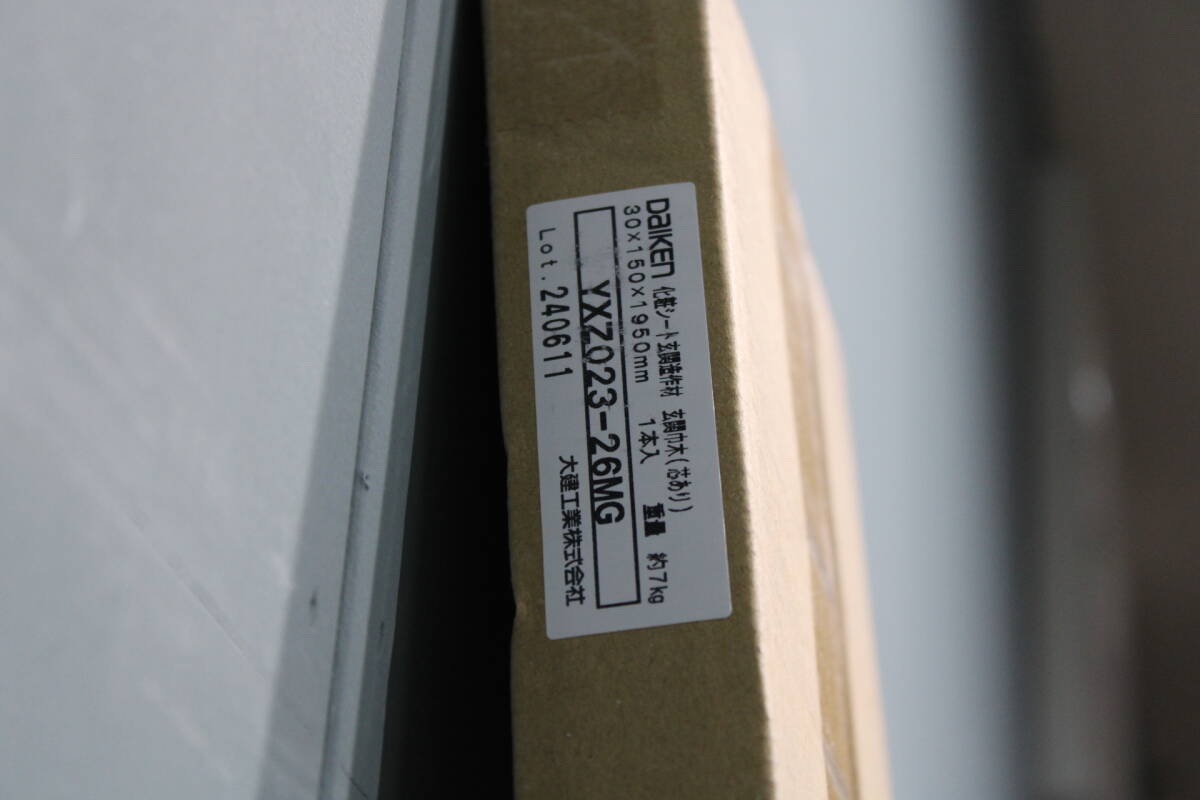 DAIKEN 化粧シート玄関造作材 玄関巾木(芯あり)
30×150×1950mm 1本入 重量 約7kg
YXZ023-26MG
Lot.240611 大建工業株式会社